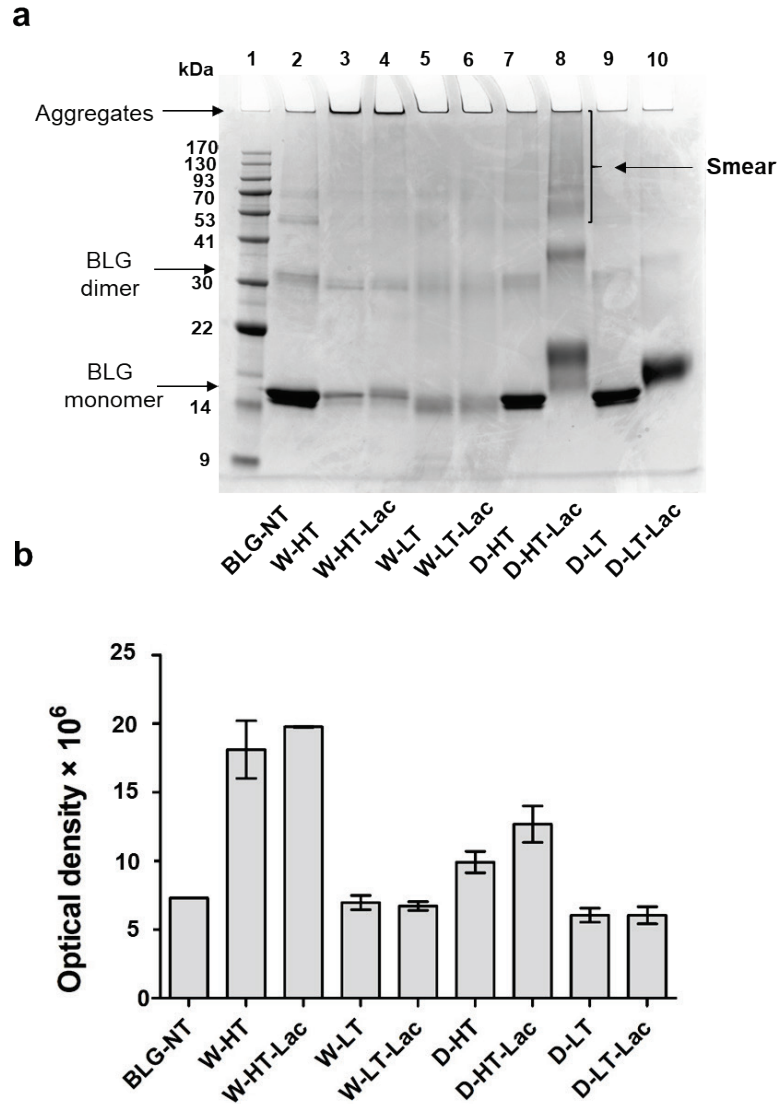 a
1 2 3 4 5 6 7 8 9 10
kDa
Aggregates
170
130
93
70
53
41
30
22
14
9
Smear
BLG
dimer
BLG
monomer
BLG-NT
W-HT
W-HT-Lac
W-LT
W-LT-Lac
D-HT
D-HT-Lac
D-LT
D-LT-Lac
b
Optical density × 10⁶
25
20
15
10
5
0
BLG-NT
W-HT
W-HT-Lac
W-LT
W-LT-Lac
D-HT
D-HT-Lac
D-LT
D-LT-Lac